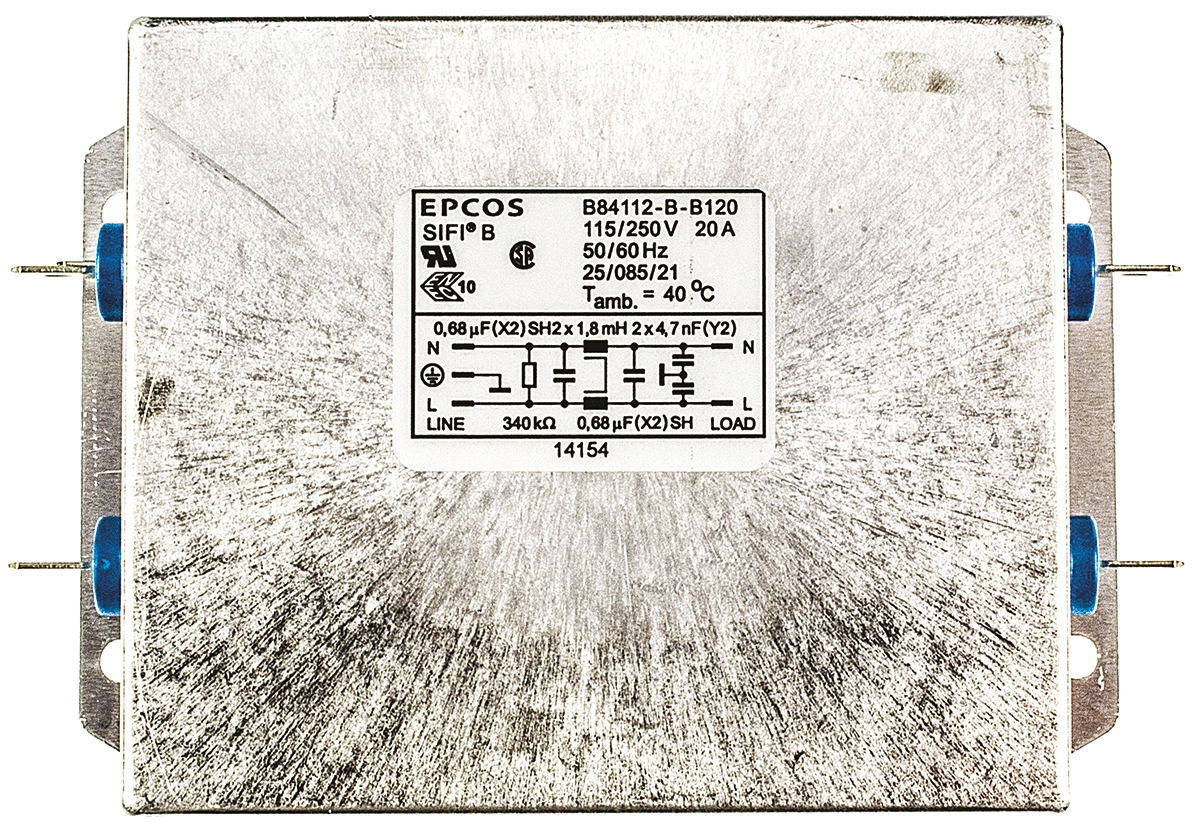 EPCOS
SIFI® B
10
B84112-B-B120
115/250 V 20 A
50/60 Hz
25/085/21
Tamb. = 40 °C
0,68 µF(X2) SH2 x 1,8 mH 2 x 4,7 nF(Y2)
N N
L L
LINE 340 kΩ 0,68 µF(X2) SH LOAD
14154